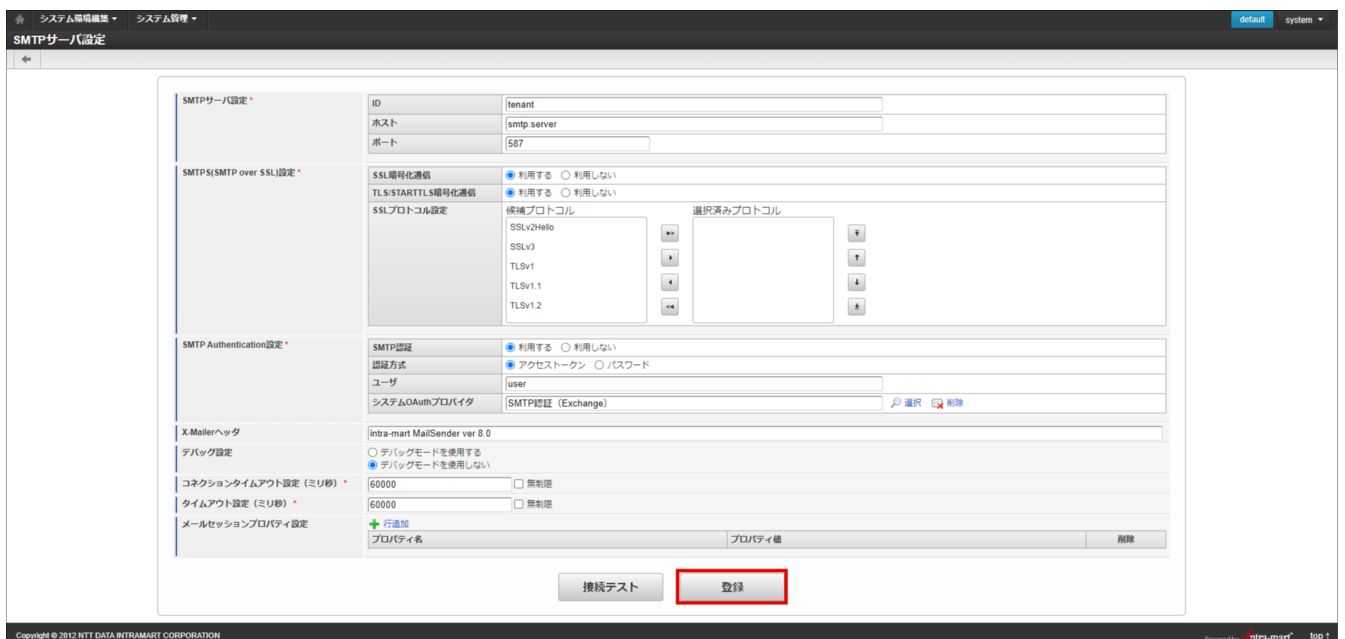 システム環境構築 ▾ システム管理 ▾ default system ▾
SMTPサーバ設定
SMTPサーバ設定 * ID tenant
ホスト smtp.server
ポート 587
SMTPS(SMTP over SSL)設定 * SSL暗号化通信 利用する 利用しない
TLS/STARTTLS暗号化通信 利用する 利用しない
SSLプロトコル設定 候補プロトコル 選択済みプロトコル
SSLv2Hello
SSLv3
TLSv1
TLSv1.1
TLSv1.2
SMTP Authentication設定 * SMTP認証 利用する 利用しない
認証方式 アクセストークン パスワード
ユーザ user
システムOAuthプロバイダ SMTP認証（Exchange） 選択 削除
X-Mailerヘッダ intra-mart MailSender ver 8.0
デバッグ設定 デバッグモードを使用する
デバッグモードを使用しない
コネクションタイムアウト設定（ミリ秒） * 60000 無制限
タイムアウト設定（ミリ秒） * 60000 無制限
メールセッションプロパティ設定 行追加
プロパティ名 プロパティ値 削除
接続テスト 登録
Copyright © 2012 NTT DATA INTRAMART CORPORATION Powered by intra-mart top ↑